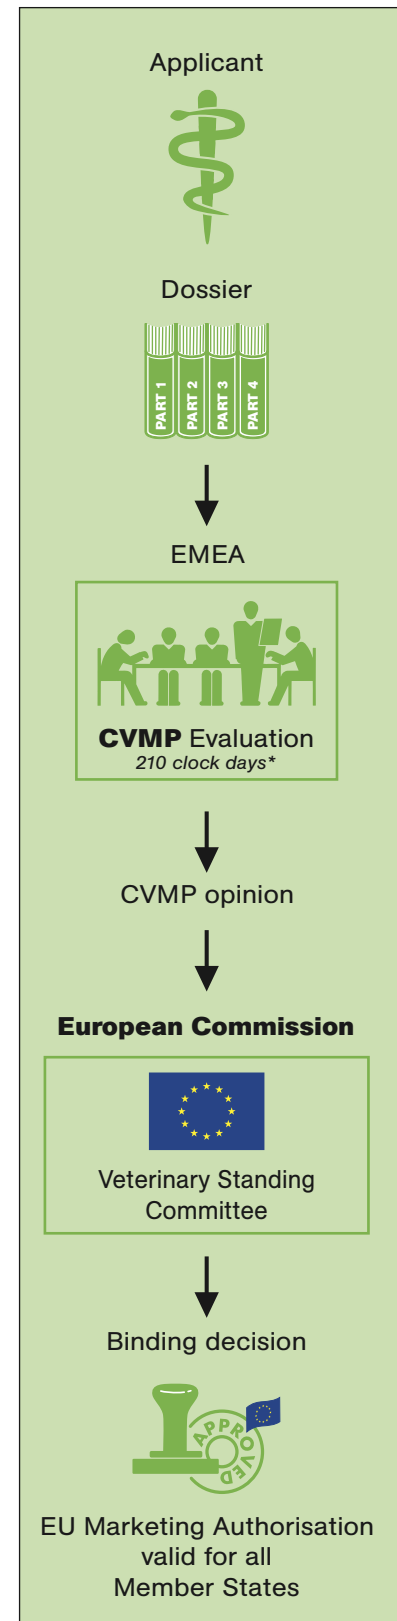 Applicant
Dossier
PART 1
PART 2
PART 3
PART 4
EMEA
CVMP Evaluation
210 clock days*
CVMP opinion
European Commission
Veterinary Standing
Committee
Binding decision
APPROVED
EU Marketing Authorisation
valid for all
Member States